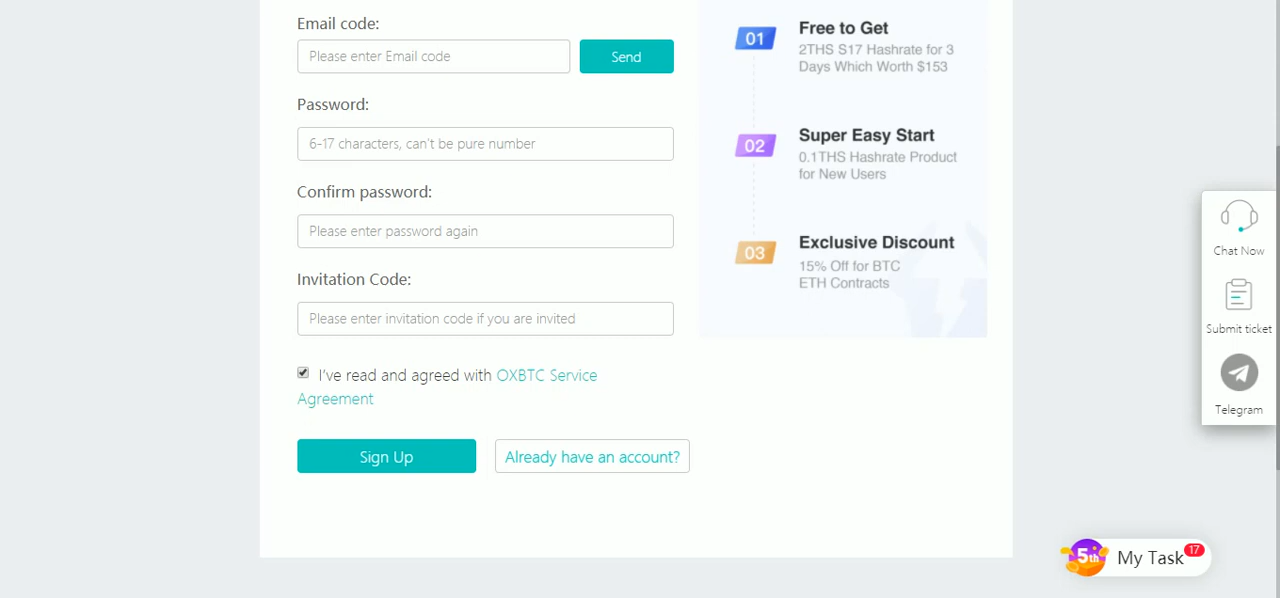 Email code:
Please enter Email code
Send
Password:
6-17 characters, can't be pure number
Confirm password:
Please enter password again
Invitation Code:
Please enter invitation code if you are invited
I've read and agreed with OXBTC Service
Agreement
Sign Up
Already have an account?
01
Free to Get
2THS S17 Hashrate for 3
Days Which Worth $153
02
Super Easy Start
0.1THS Hashrate Product
for New Users
03
Exclusive Discount
15% Off for BTC
ETH Contracts
Chat Now
Submit ticket
Telegram
5th
My Task
17